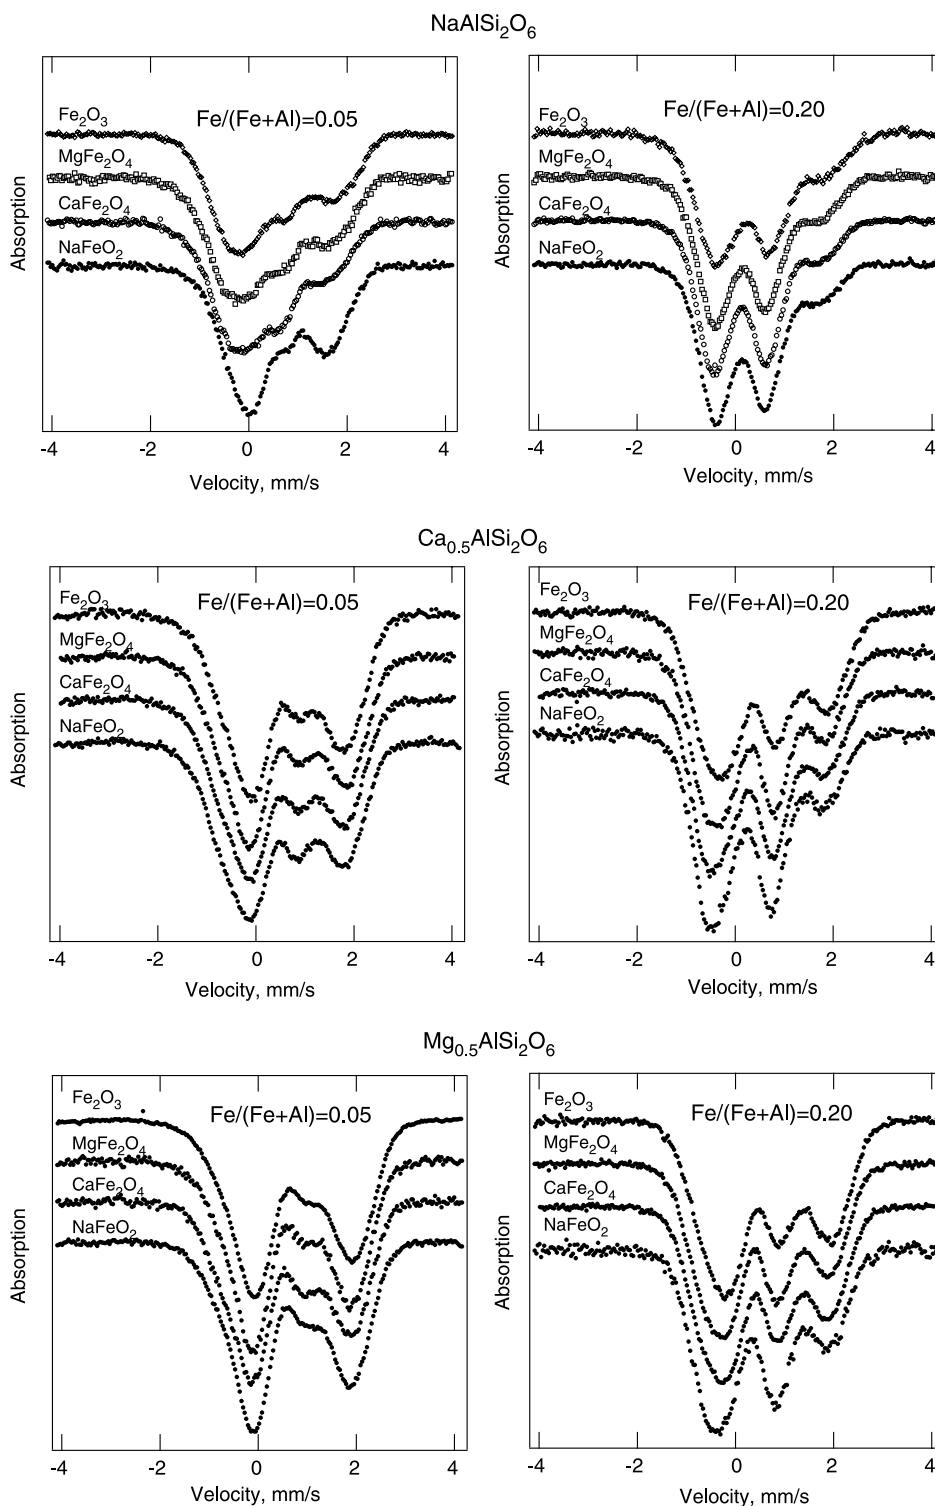 NaAlSi₂O₆
Fe₂O₃
Fe/(Fe+Al)=0.05
MgFe₂O₄
CaFe₂O₄
NaFeO₂
Absorption
-4 -2 0 2 4
Velocity, mm/s
Fe₂O₃
Fe/(Fe+Al)=0.20
MgFe₂O₄
CaFe₂O₄
NaFeO₂
Absorption
-4 -2 0 2 4
Velocity, mm/s
Ca₀.₅AlSi₂O₆
Fe₂O₃
Fe/(Fe+Al)=0.05
MgFe₂O₄
CaFe₂O₄
NaFeO₂
Absorption
-4 -2 0 2 4
Velocity, mm/s
Fe₂O₃
Fe/(Fe+Al)=0.20
MgFe₂O₄
CaFe₂O₄
NaFeO₂
Absorption
-4 -2 0 2 4
Velocity, mm/s
Mg₀.₅AlSi₂O₆
Fe₂O₃
Fe/(Fe+Al)=0.05
MgFe₂O₄
CaFe₂O₄
NaFeO₂
Absorption
-4 -2 0 2 4
Velocity, mm/s
Fe₂O₃
Fe/(Fe+Al)=0.20
MgFe₂O₄
CaFe₂O₄
NaFeO₂
Absorption
-4 -2 0 2 4
Velocity, mm/s